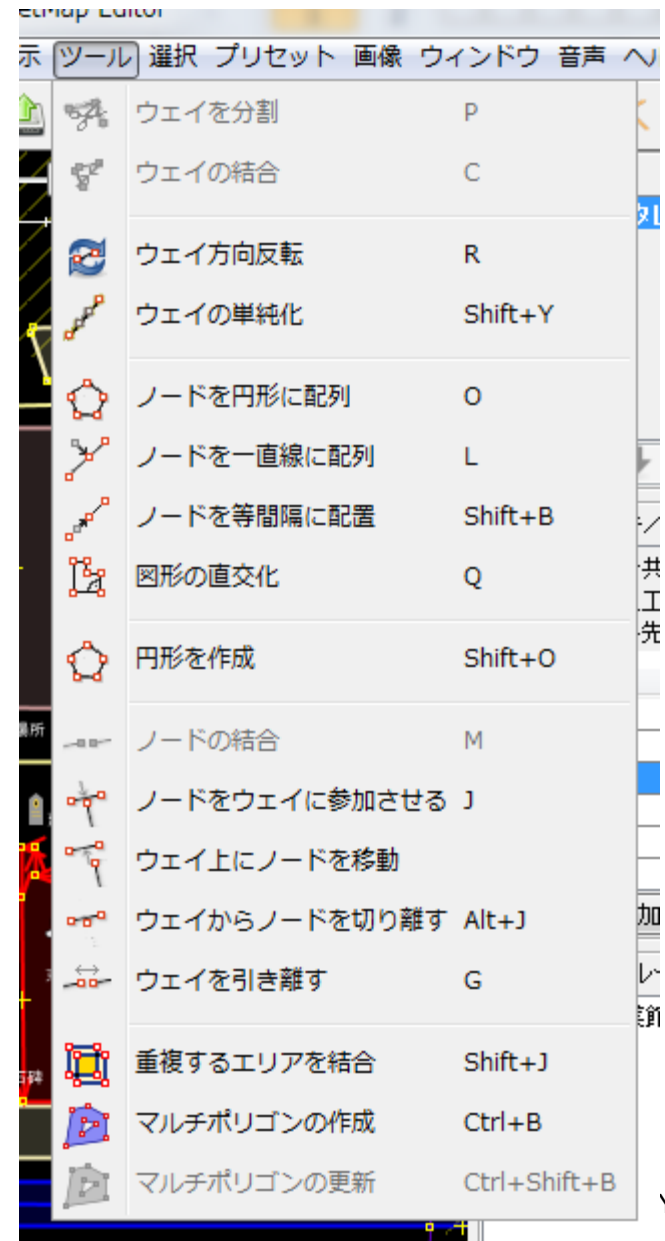 Map Editor
示 ツール 選択 プリセット 画像 ウィンドウ 音声 ヘ
ウェイを分割 P
ウェイの結合 C
ウェイ方向反転 R
ウェイの単純化 Shift+Y
ノードを円形に配列 O
ノードを一直線に配列 L
ノードを等間隔に配置 Shift+B
図形の直交化 Q
円形を作成 Shift+O
ノードの結合 M
ノードをウェイに参加させる J
ウェイ上にノードを移動
ウェイからノードを切り離す Alt+J
ウェイを引き離す G
重複するエリアを結合 Shift+J
マルチポリゴンの作成 Ctrl+B
マルチポリゴンの更新 Ctrl+Shift+B
場所
石碑
共
工
先
加
レ